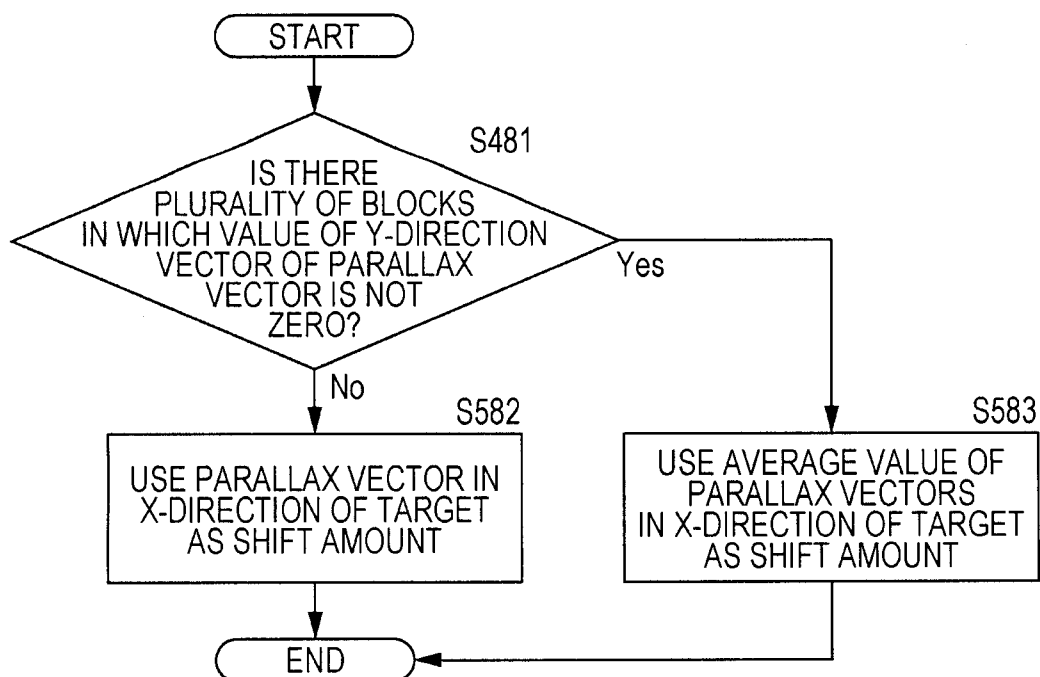 START
S481
IS THERE
PLURALITY OF BLOCKS
IN WHICH VALUE OF Y-DIRECTION
VECTOR OF PARALLAX
VECTOR IS NOT
ZERO?
Yes
No
S582
USE PARALLAX VECTOR IN
X-DIRECTION OF TARGET
AS SHIFT AMOUNT
S583
USE AVERAGE VALUE OF
PARALLAX VECTORS
IN X-DIRECTION OF TARGET
AS SHIFT AMOUNT
END